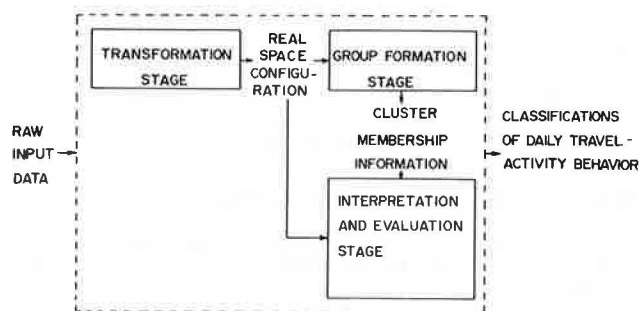 RAW
INPUT
DATA
TRANSFORMATION
STAGE
REAL
SPACE
CONFIGU-
RATION
GROUP FORMATION
STAGE
CLUSTER
MEMBERSHIP
INFORMATION
INTERPRETATION
AND EVALUATION
STAGE
CLASSIFICATIONS
OF DAILY TRAVEL-
ACTIVITY BEHAVIOR